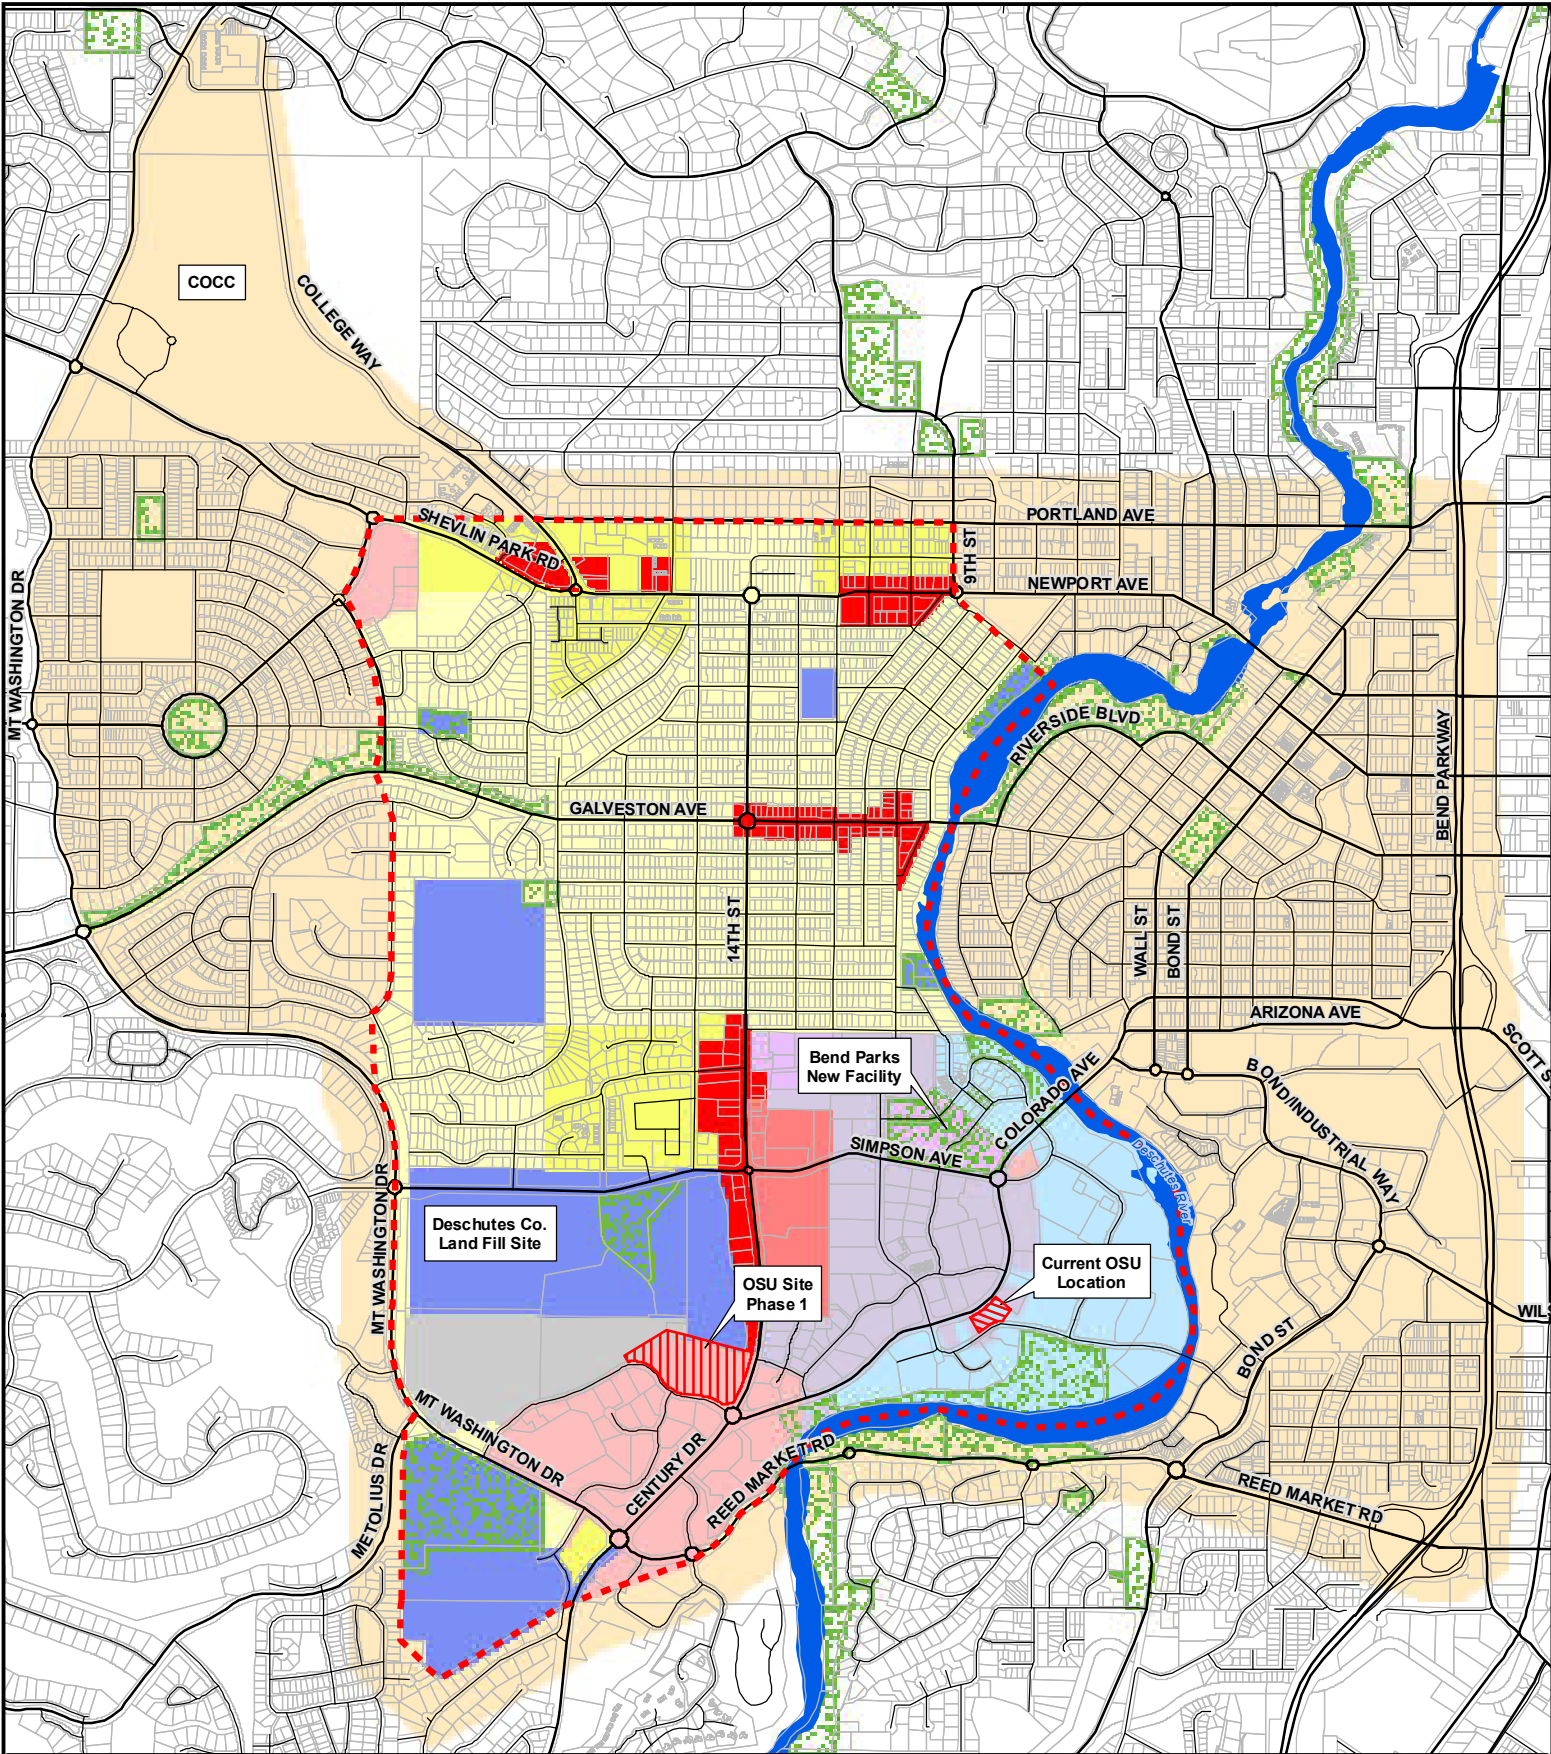 COCC
COLLEGE WAY
SHEVLIN PARK RD
PORTLAND AVE
9TH ST
NEWPORT AVE
MT WASHINGTON DR
RIVERSIDE BLVD
BEND PARKWAY
GALVESTON AVE
14TH ST
WALL ST
BOND ST
ARIZONA AVE
SCOTT S
Bend Parks
New Facility
COLORADO AVE
BOND/INDUSTRIAL WAY
SIMPSON AVE
Deschutes River
MT WASHINGTON DR
Deschutes Co.
Land Fill Site
OSU Site
Phase 1
Current OSU
Location
WILS
BOND ST
MT WASHINGTON DR
CENTURY DR
REED MARKET RD
METOLIUS DR
REED MARKET RD